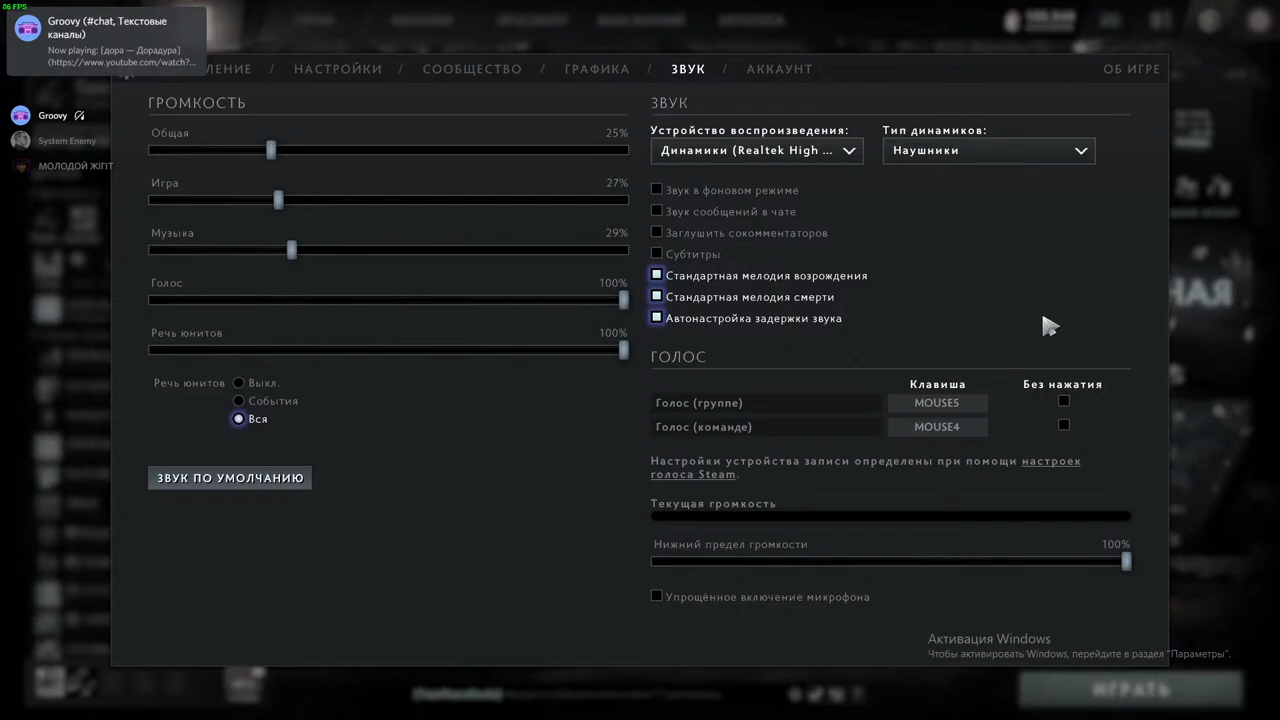 86 FPS
Groovy (#chat, Текстовые
каналы)
Now playing: [дора — Дорадура]
(https://www.youtube.com/watch?...
ЛЕНИЕ / НАСТРОЙКИ / СООБЩЕСТВО / ГРАФИКА / ЗВУК / АККАУНТ ОБ ИГРЕ
Groovy
System Enemy
МОЛОДОЙ ЖІГІТ
ГРОМКОСТЬ
Общая 25%
Игра 27%
Музыка 29%
Голос 100%
Речь юнитов 100%
Речь юнитов Выкл.
События
Вся
ЗВУК ПО УМОЛЧАНИЮ
ЗВУК
Устройство воспроизведения: Тип динамиков:
Динамики (Realtek High ... Наушники
Звук в фоновом режиме
Звук сообщений в чате
Заглушить сокомментаторов
Субтитры
Стандартная мелодия возрождения
Стандартная мелодия смерти
Автонастройка задержки звука
ГОЛОС
Клавиша Без нажатия
Голос (группе) MOUSE5
Голос (команде) MOUSE4
Настройки устройства записи определены при помощи настроек
голоса Steam.
Текущая громкость
Нижний предел громкости 100%
Упрощённое включение микрофона
Активация Windows
Чтобы активировать Windows, перейдите в раздел "Параметры".
ИГРАТЬ